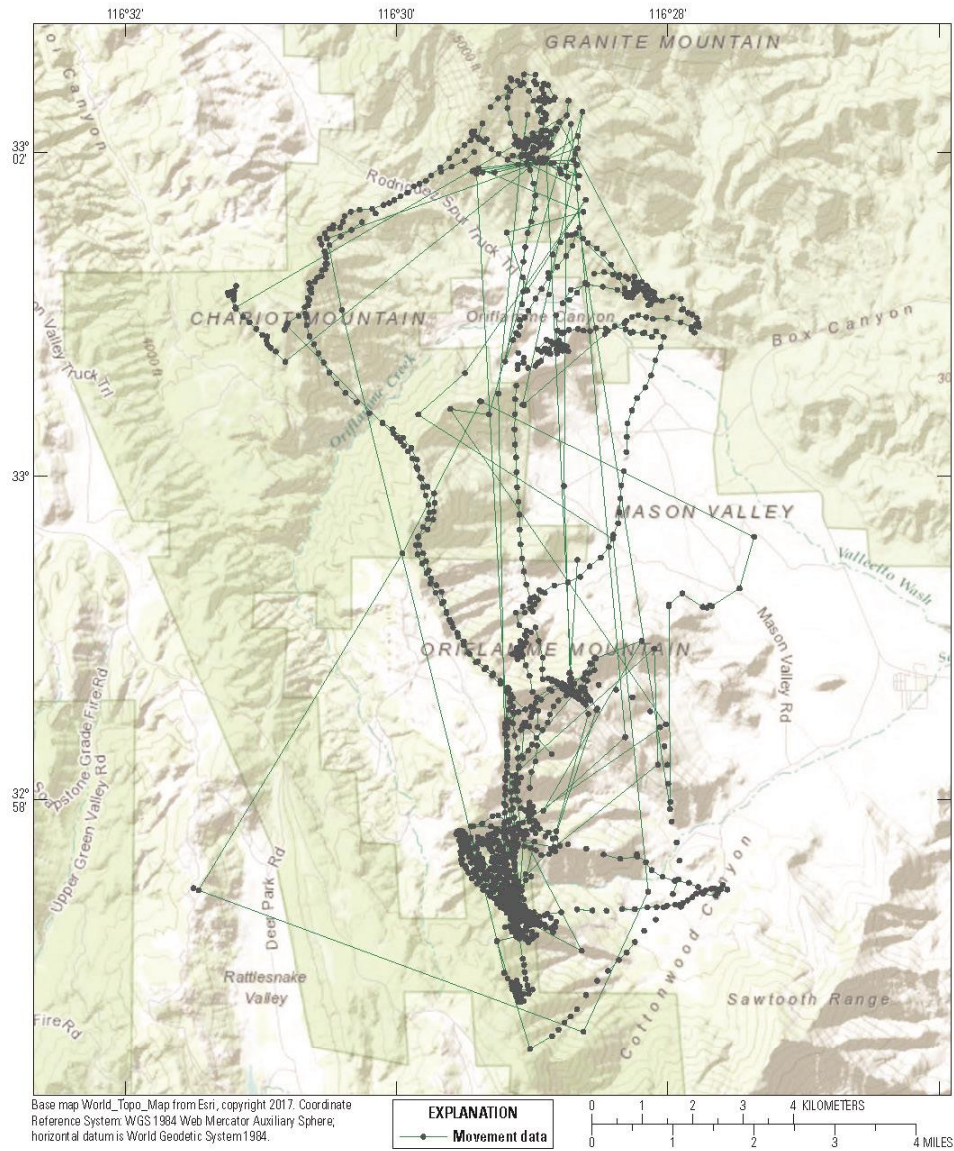 116°32'
116°30'
116°28'
5000 ft
GRANITE MOUNTAIN
Canyon
33°
02'
Rodriguez Spur Truck Trl
CHARIOT MOUNTAIN
Oriflamme Canyon
Box Canyon
Valley Truck Trl
4000 ft
Oriflamme Creek
33°
MASON VALLEY
Vallecito Wash
Mason Valley Rd
ORIFLAMME MOUNTAIN
32°
58'
Soapstone Grade Fire Rd
Upper Green Valley Rd
Deer Park Rd
Cottonwood Canyon
Rattlesnake
Valley
Sawtooth Range
Fire Rd
Base map World_Topo_Map from Esri, copyright 2017. Coordinate
Reference System: WGS 1984 Web Mercator Auxiliary Sphere;
horizontal datum is World Geodetic System 1984.
EXPLANATION
Movement data
0 1 2 3 4 KILOMETERS
0 1 2 3 4 MILES